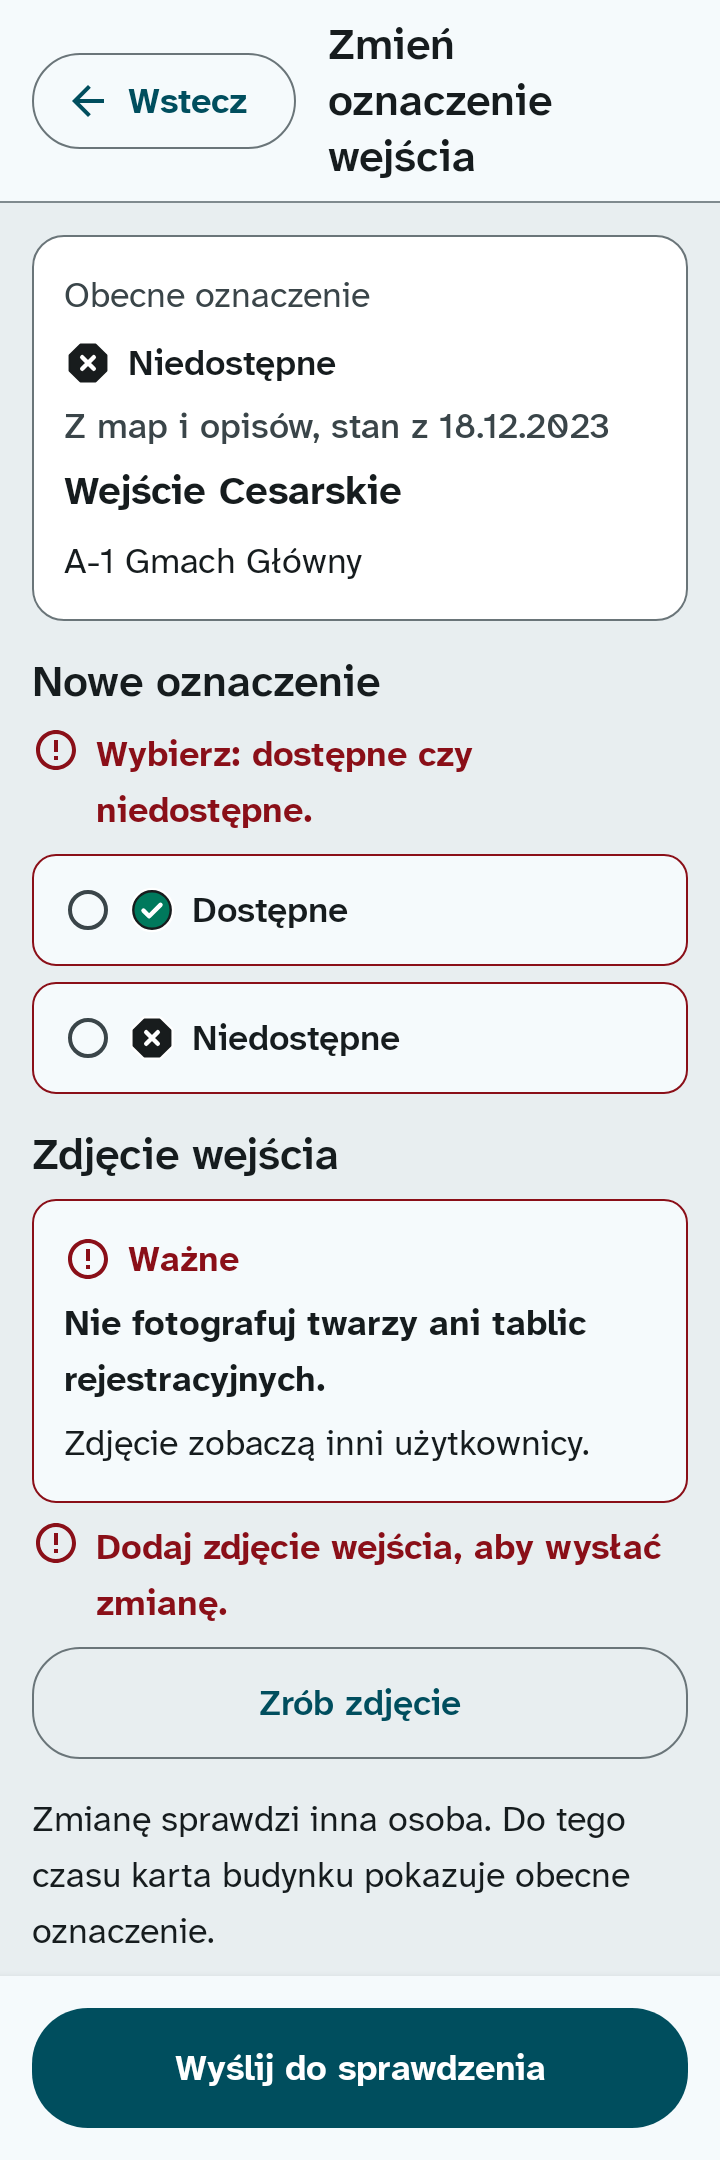 Wstecz
Zmień
oznaczenie
wejścia
Obecne oznaczenie
Niedostępne
Z map i opisów, stan z 18.12.2023
Wejście Cesarskie
A-1 Gmach Główny
Nowe oznaczenie
Wybierz: dostępne czy
niedostępne.
Dostępne
Niedostępne
Zdjęcie wejścia
Ważne
Nie fotografuj twarzy ani tablic
rejestracyjnych.
Zdjęcie zobaczą inni użytkownicy.
Dodaj zdjęcie wejścia, aby wysłać
zmianę.
Zrób zdjęcie
Zmianę sprawdzi inna osoba. Do tego
czasu karta budynku pokazuje obecne
oznaczenie.
Wyślij do sprawdzenia